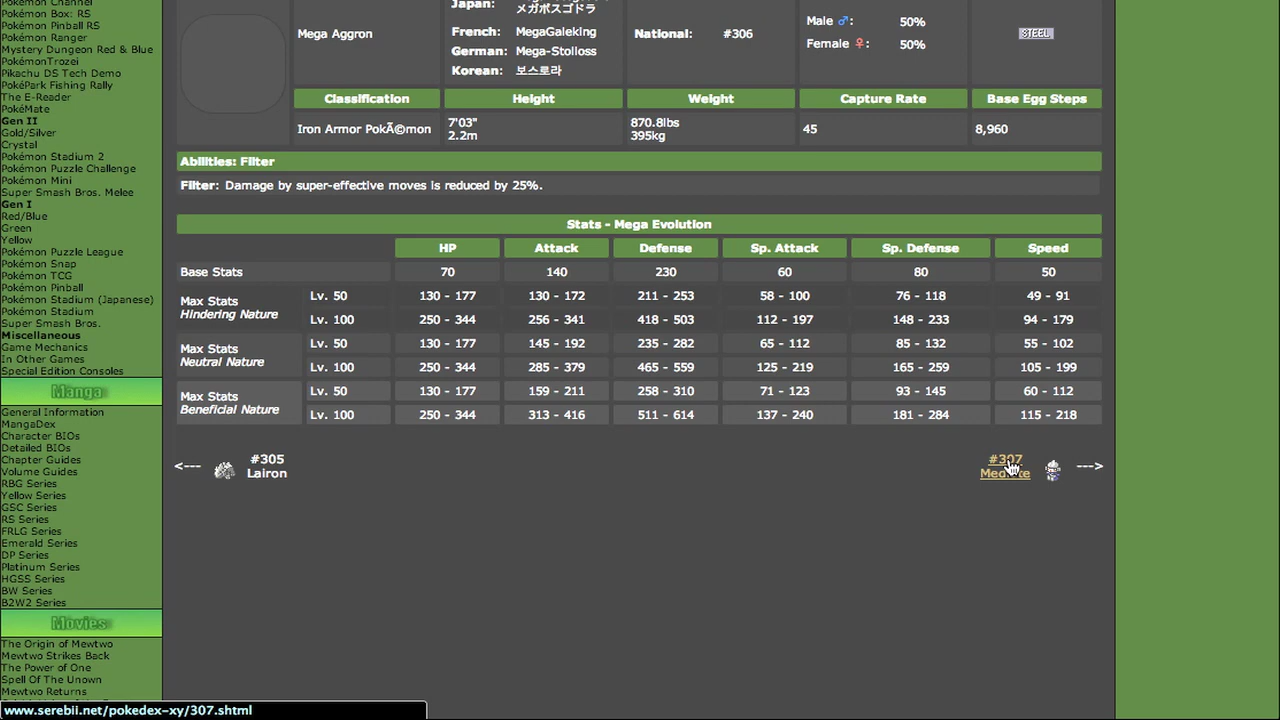 Pokémon Channel
Pokémon Box: RS
Pokémon Pinball RS
Pokémon Ranger
Mystery Dungeon Red & Blue
PokémonTrozei
Pikachu DS Tech Demo
PokéPark Fishing Rally
The E-Reader
PokéMate
Gen II
Gold/Silver
Crystal
Pokémon Stadium 2
Pokémon Puzzle Challenge
Pokémon Mini
Super Smash Bros. Melee
Gen I
Red/Blue
Green
Yellow
Pokémon Puzzle League
Pokémon Snap
Pokémon TCG
Pokémon Pinball
Pokémon Stadium (Japanese)
Pokémon Stadium
Super Smash Bros.
Miscellaneous
Game Mechanics
In Other Games
Special Edition Consoles
Manga
General Information
MangaDex
Character BIOs
Detailed BIOs
Chapter Guides
Volume Guides
RBG Series
Yellow Series
GSC Series
RS Series
FRLG Series
Emerald Series
DP Series
Platinum Series
HGSS Series
BW Series
B2W2 Series
Movies
The Origin of Mewtwo
Mewtwo Strikes Back
The Power of One
Spell Of The Unown
Mewtwo Returns
Mega Aggron
Japan: メガボスゴドラ
French: MegaGaleking
German: Mega-Stolloss
Korean: 보스로라
National: #306
Male ♂: 50%
Female ♀: 50%
STEEL
Classification Height Weight Capture Rate Base Egg Steps
Iron Armor PokÃ©mon 7'03" 870.8lbs 45 8,960
2.2m 395kg
Abilities: Filter
Filter: Damage by super-effective moves is reduced by 25%.
Stats - Mega Evolution
HP Attack Defense Sp. Attack Sp. Defense Speed
Base Stats 70 140 230 60 80 50
Max Stats
Hindering Nature
Lv. 50 130 - 177 130 - 172 211 - 253 58 - 100 76 - 118 49 - 91
Lv. 100 250 - 344 256 - 341 418 - 503 112 - 197 148 - 233 94 - 179
Max Stats
Neutral Nature
Lv. 50 130 - 177 145 - 192 235 - 282 65 - 112 85 - 132 55 - 102
Lv. 100 250 - 344 285 - 379 465 - 559 125 - 219 165 - 259 105 - 199
Max Stats
Beneficial Nature
Lv. 50 130 - 177 159 - 211 258 - 310 71 - 123 93 - 145 60 - 112
Lv. 100 250 - 344 313 - 416 511 - 614 137 - 240 181 - 284 115 - 218
<--- #305
Lairon
#307 --->
www.serebii.net/pokedex-xy/307.shtml